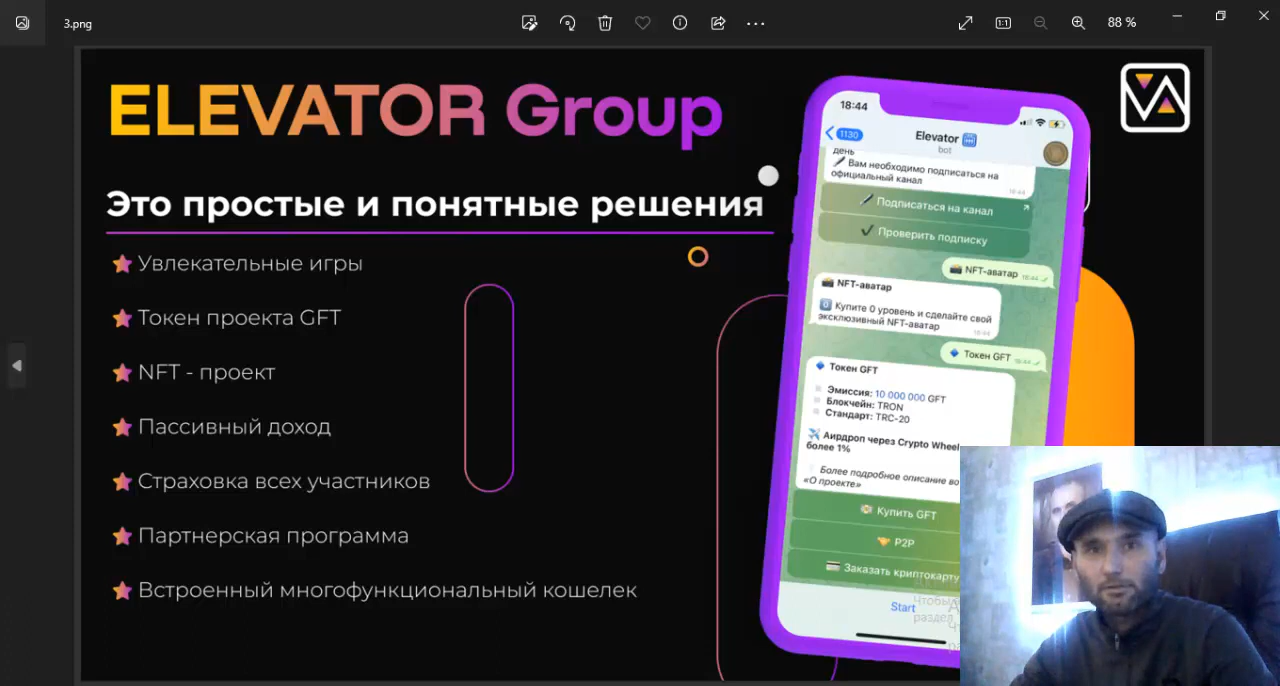 3.png
88 %
ELEVATOR Group
Это простые и понятные решения
Увлекательные игры
Токен проекта GFT
NFT - проект
Пассивный доход
Страховка всех участников
Партнерская программа
Встроенный многофункциональный кошелек
18:44
1130
Elevator
bot
день
Вам необходимо подписаться на
официальный канал
18:44
Подписаться на канал
Проверить подписку
NFT-аватар 18:44
NFT-аватар
0 Купите 0 уровень и сделайте свой
эксклюзивный NFT-аватар
18:44
Токен GFT 18:44
Токен GFT
Эмиссия: 10 000 000 GFT
Блокчейн: TRON
Стандарт: TRC-20
Аирдроп через Crypto Wheel
более 1%
Более подробное описание во
«О проекте»
Купить GFT
P2P
Заказать криптокарту
Start
раздел